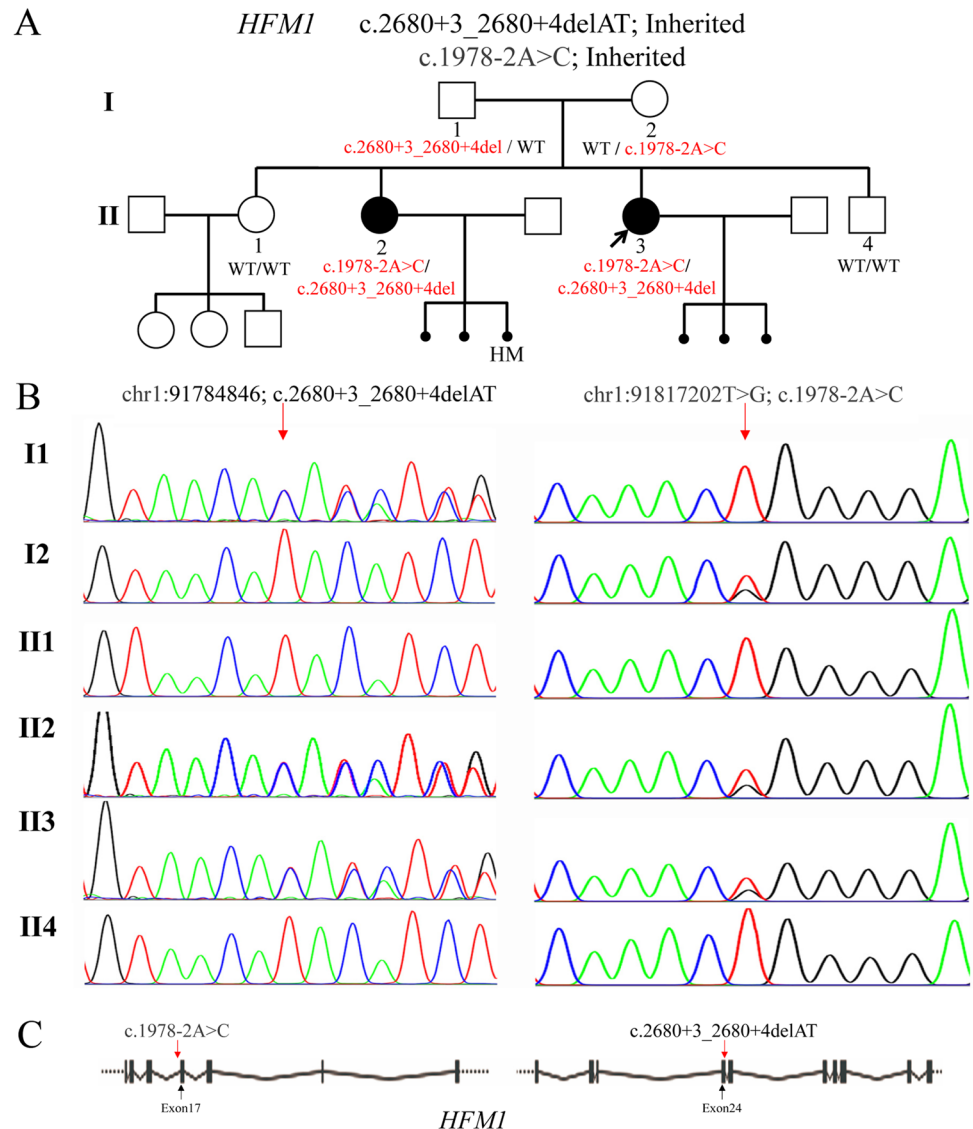 A
HFM1 c.2680+3_2680+4delAT; Inherited
c.1978-2A>C; Inherited
I
1 2
c.2680+3_2680+4del / WT WT / c.1978-2A>C
II
1 2 3 4
WT/WT c.1978-2A>C/ c.1978-2A>C/ WT/WT
c.2680+3_2680+4del c.2680+3_2680+4del
HM
B
chr1:91784846; c.2680+3_2680+4delAT chr1:91817202T>G; c.1978-2A>C
I1
I2
II1
II2
II3
II4
C
c.1978-2A>C c.2680+3_2680+4delAT
Exon17 Exon24
HFM1